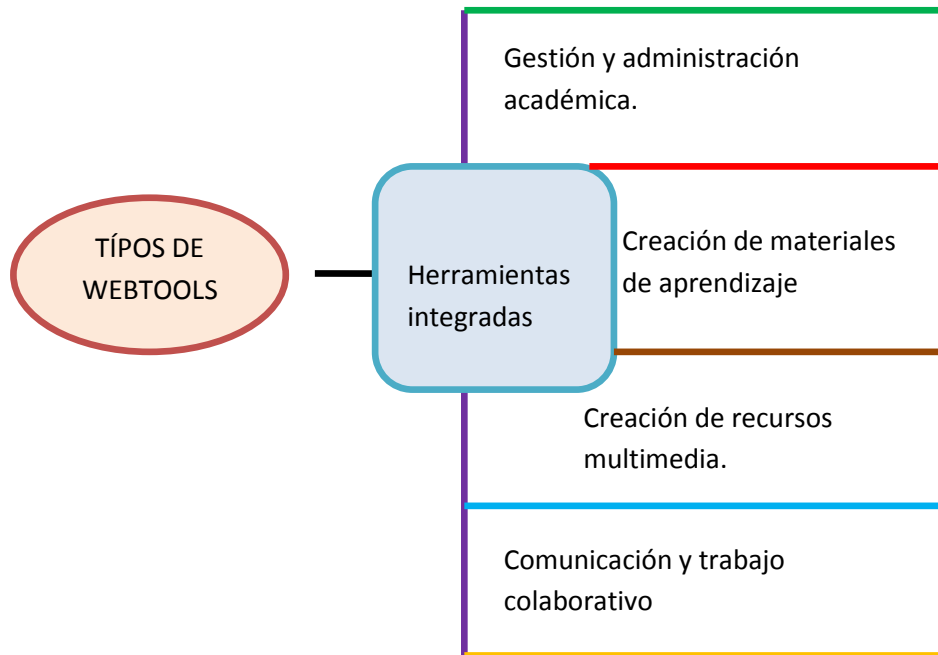 TÍPOS DE
WEBTOOLS
Herramientas
integradas
Gestión y administración
académica.
Creación de materiales
de aprendizaje
Creación de recursos
multimedia.
Comunicación y trabajo
colaborativo